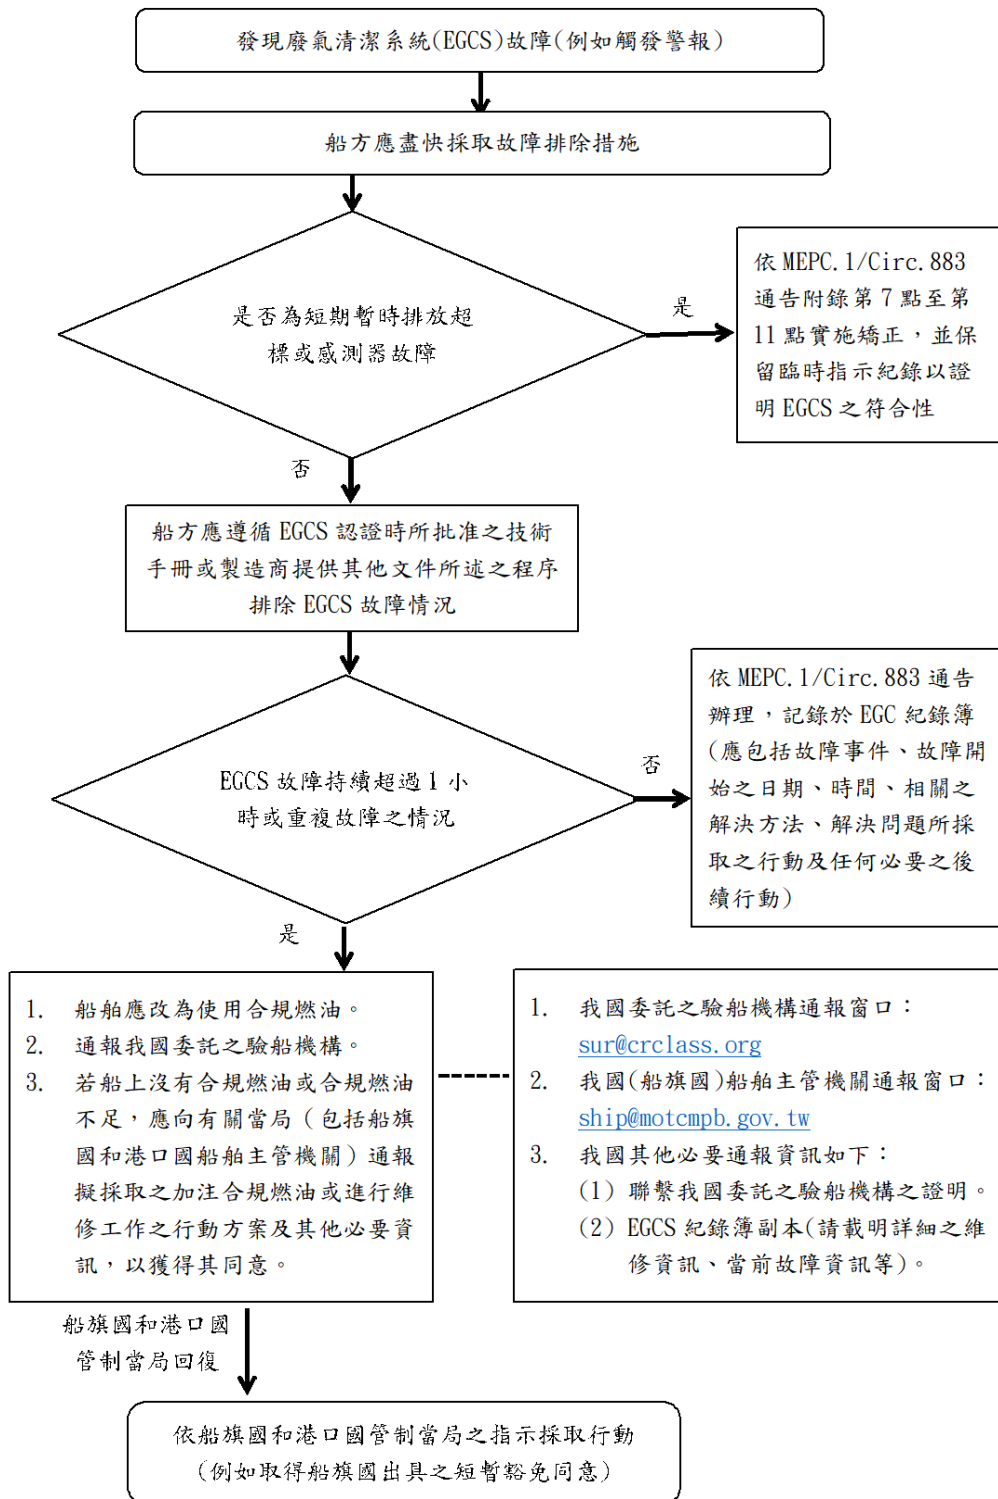 發現廢氣清潔系統(EGCS)故障(例如觸發警報)
船方應盡快採取故障排除措施
是否為短期暫時排放超
標或感測器故障
是
依 MEPC.1/Circ.883
通告附錄第 7 點至第
11 點實施矯正，並保
留臨時指示紀錄以證
明 EGCS 之符合性
否
船方應遵循 EGCS 認證時所批准之技術
手冊或製造商提供其他文件所述之程序
排除 EGCS 故障情況
EGCS 故障持續超過 1 小
時或重複故障之情況
否
依 MEPC.1/Circ.883 通告
辦理，記錄於 EGC 紀錄簿
(應包括故障事件、故障開
始之日期、時間、相關之
解決方法、解決問題所採
取之行動及任何必要之後
續行動)
是
1. 船舶應改為使用合規燃油。
2. 通報我國委託之驗船機構。
3. 若船上沒有合規燃油或合規燃油
不足，應向有關當局（包括船旗
國和港口國船舶主管機關）通報
擬採取之加注合規燃油或進行維
修工作之行動方案及其他必要資
訊，以獲得其同意。
1. 我國委託之驗船機構通報窗口：
sur@crclass.org
2. 我國(船旗國)船舶主管機關通報窗口：
ship@motcmpb.gov.tw
3. 我國其他必要通報資訊如下：
(1) 聯繫我國委託之驗船機構之證明。
(2) EGCS 紀錄簿副本(請載明詳細之維
修資訊、當前故障資訊等)。
船旗國和港口國
管制當局回復
依船旗國和港口國管制當局之指示採取行動
(例如取得船旗國出具之短暫豁免同意)